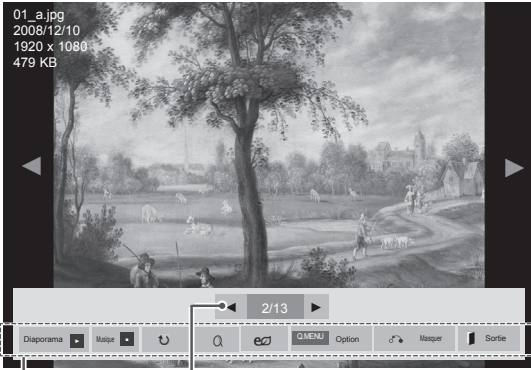 01_a.jpg
2008/12/10
1920 x 1080
479 KB
2/13
Diaporama Musique Q.MENU Option Masquer Sortie